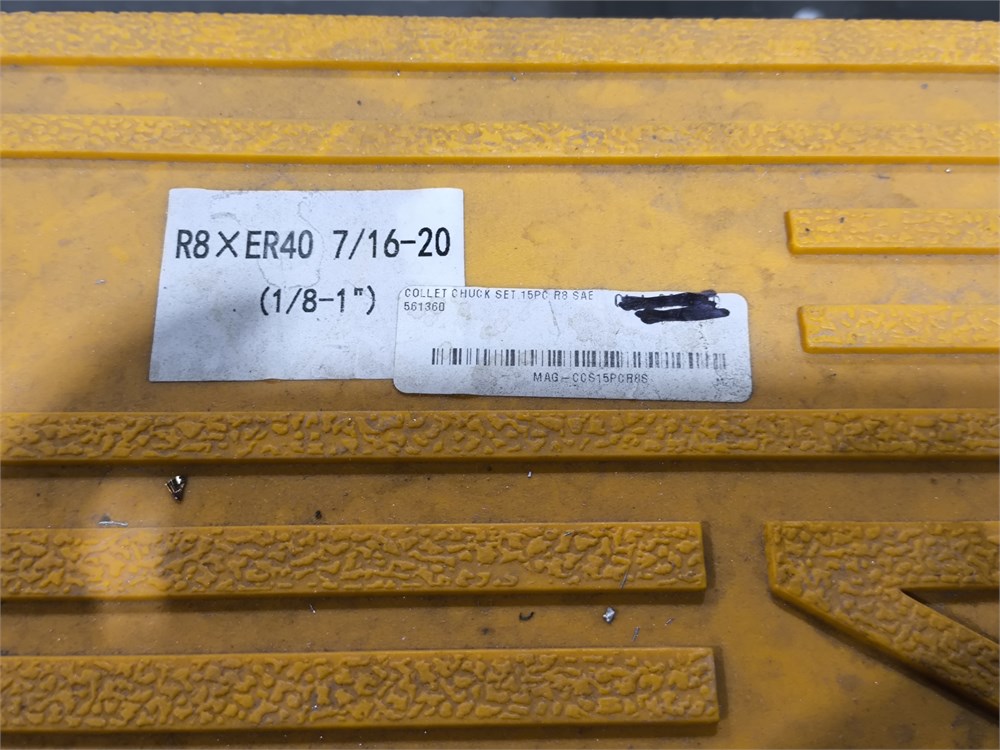 R8×ER40 7/16-20
(1/8-1")
COLLET CHUCK SET 15PC R8 SAE
561360
MAG-CCS15PCR8S